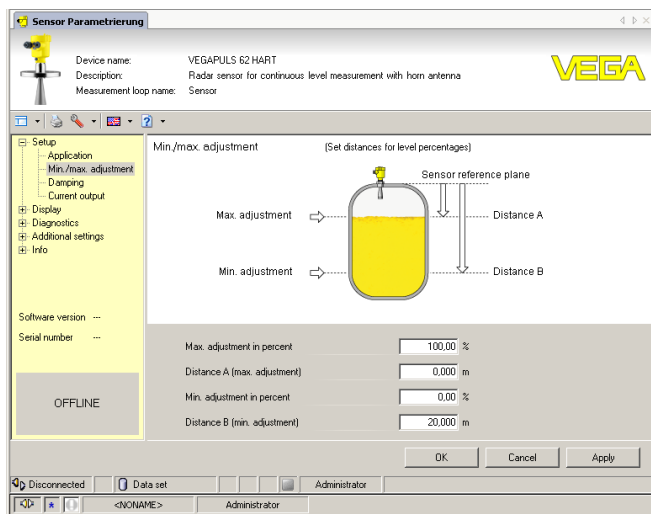 Sensor Parametrierung
Device name: VEGAPULS 62 HART
Description: Radar sensor for continuous level measurement with horn antenna
Measurement loop name: Sensor
VEGA
Setup
Application
Min./max. adjustment
Damping
Current output
Display
Diagnostics
Additional settings
Info
Software version ---
Serial number ---
OFFLINE
Min./max. adjustment (Set distances for level percentages)
Sensor reference plane
Max. adjustment
Distance A
Min. adjustment
Distance B
Max. adjustment in percent 100,00 %
Distance A (max. adjustment) 0,000 m
Min. adjustment in percent 0,00 %
Distance B (min. adjustment) 20,000 m
OK Cancel Apply
Disconnected Data set Administrator
<NONAME> Administrator